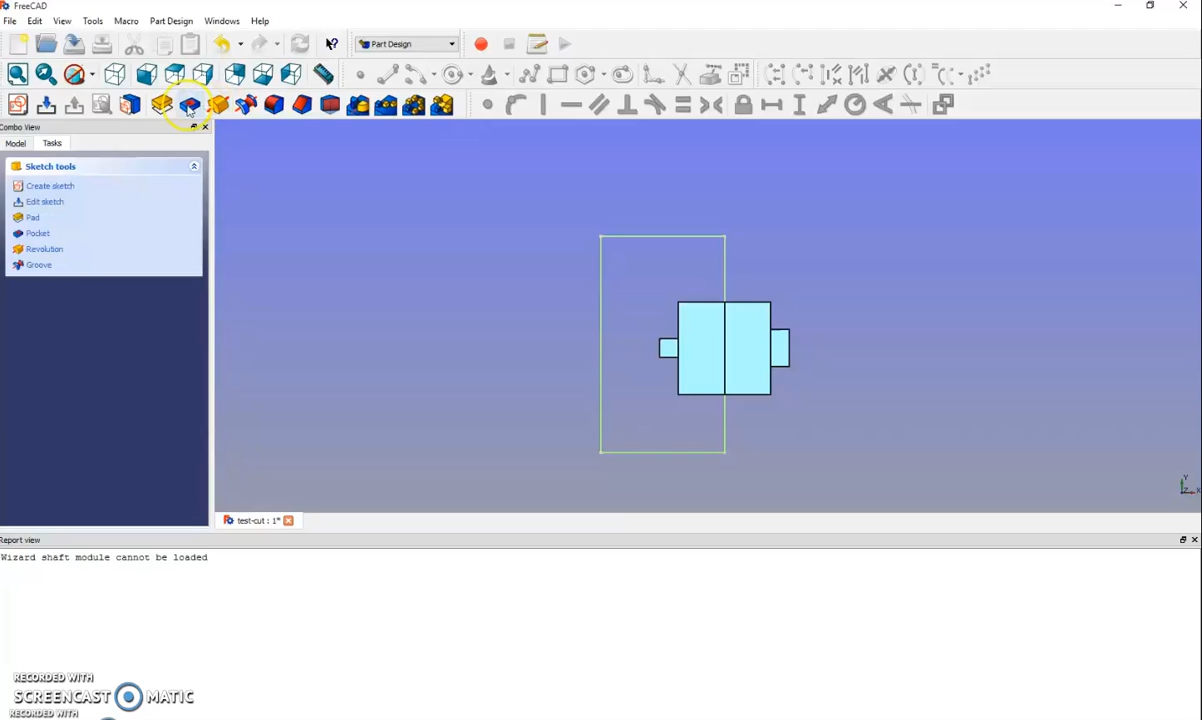 FreeCAD
File Edit View Tools Macro Part Design Windows Help
Part Design
Combo View
Model Tasks
Sketch tools
Create sketch
Edit sketch
Pad
Pocket
Revolution
Groove
Y
Z X
test-cut : 1*
Report view
Wizard shaft module cannot be loaded
RECORDED WITH
SCREENCAST MATIC
RECORDED WITH